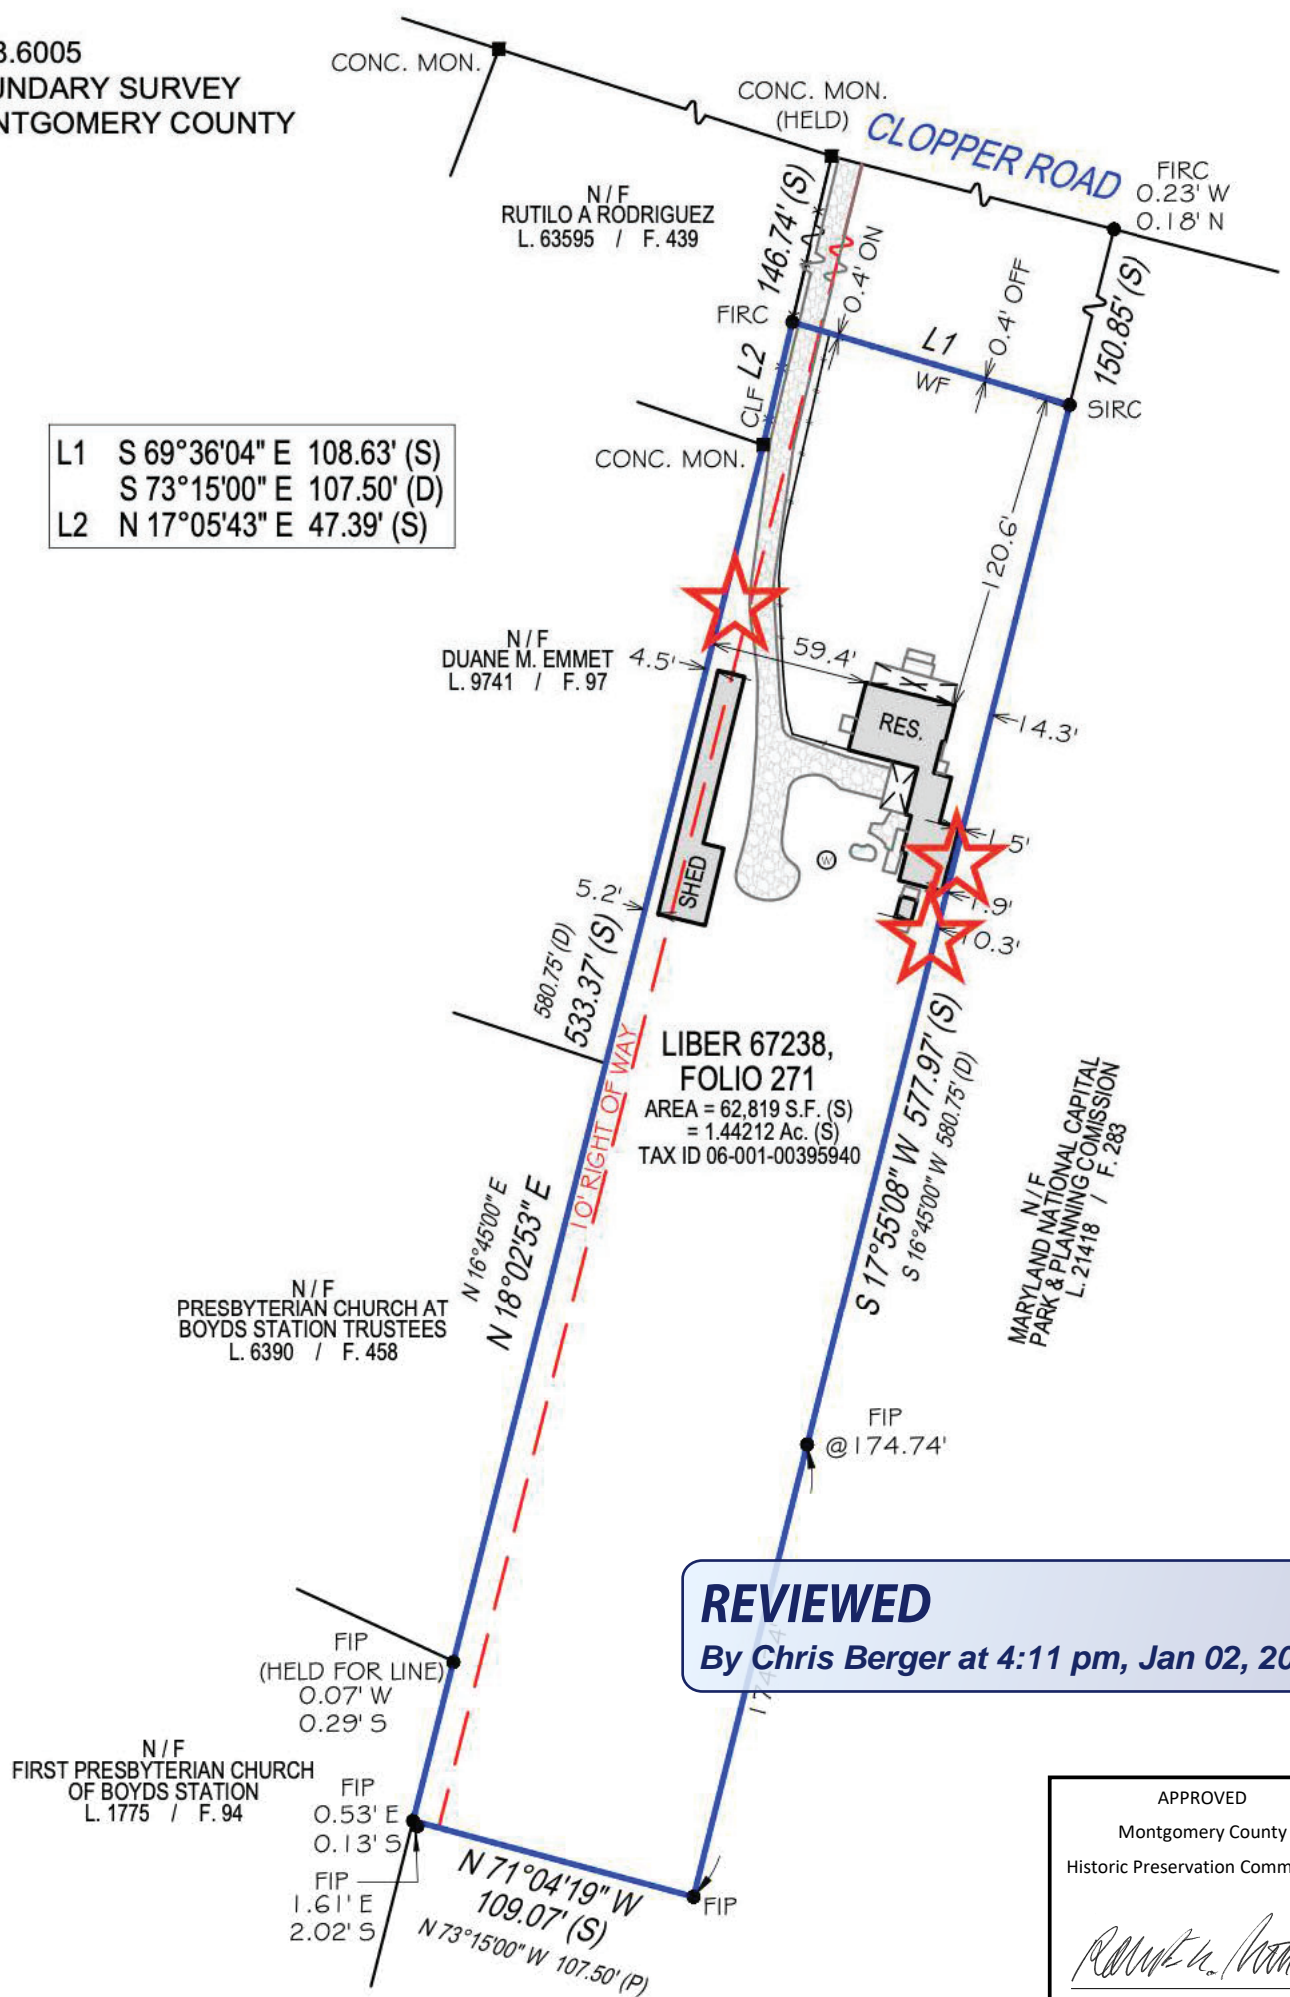 3.6005
UNDARY SURVEY
NTGOMERY COUNTY
CONC. MON.
CONC. MON.
(HELD)
CLOPPER ROAD
FIRC
0.23' W
0.18' N
N / F
RUTILO A RODRIGUEZ
L. 63595 / F. 439
146.74' (S)
0.4' ON
0.4' OFF
150.85' (S)
FIRC
L1
WF
SIRC
L2
CLF
CONC. MON.
L1 S 69°36'04" E 108.63' (S)
S 73°15'00" E 107.50' (D)
L2 N 17°05'43" E 47.39' (S)
120.6'
N / F
DUANE M. EMMET
L. 9741 / F. 97
4.5'
59.4'
RES.
14.3'
1.5'
W
SHED
5.2'
1.9'
10.3'
580.75' (D)
533.37' (S)
10' RIGHT OF WAY
LIBER 67238,
FOLIO 271
AREA = 62,819 S.F. (S)
= 1.44212 Ac. (S)
TAX ID 06-001-00395940
S 17°55'08" W 577.97' (S)
S 16°45'00" W 580.75' (D)
N / F
MARYLAND NATIONAL CAPITAL
PARK & PLANNING COMISSION
L. 21418 / F. 283
N 16°45'00" E
N 18°02'53" E
N / F
PRESBYTERIAN CHURCH AT
BOYDS STATION TRUSTEES
L. 6390 / F. 458
FIP
@174.74'
REVIEWED
By Chris Berger at 4:11 pm, Jan 02, 20
174.74'
FIP
(HELD FOR LINE)
0.07' W
0.29' S
N / F
FIRST PRESBYTERIAN CHURCH
OF BOYDS STATION
L. 1775 / F. 94
FIP
0.53' E
0.13' S
FIP
1.61' E
2.02' S
N 71°04'19" W
109.07' (S)
N 73°15'00" W 107.50' (P)
FIP
APPROVED
Montgomery County
Historic Preservation Comm